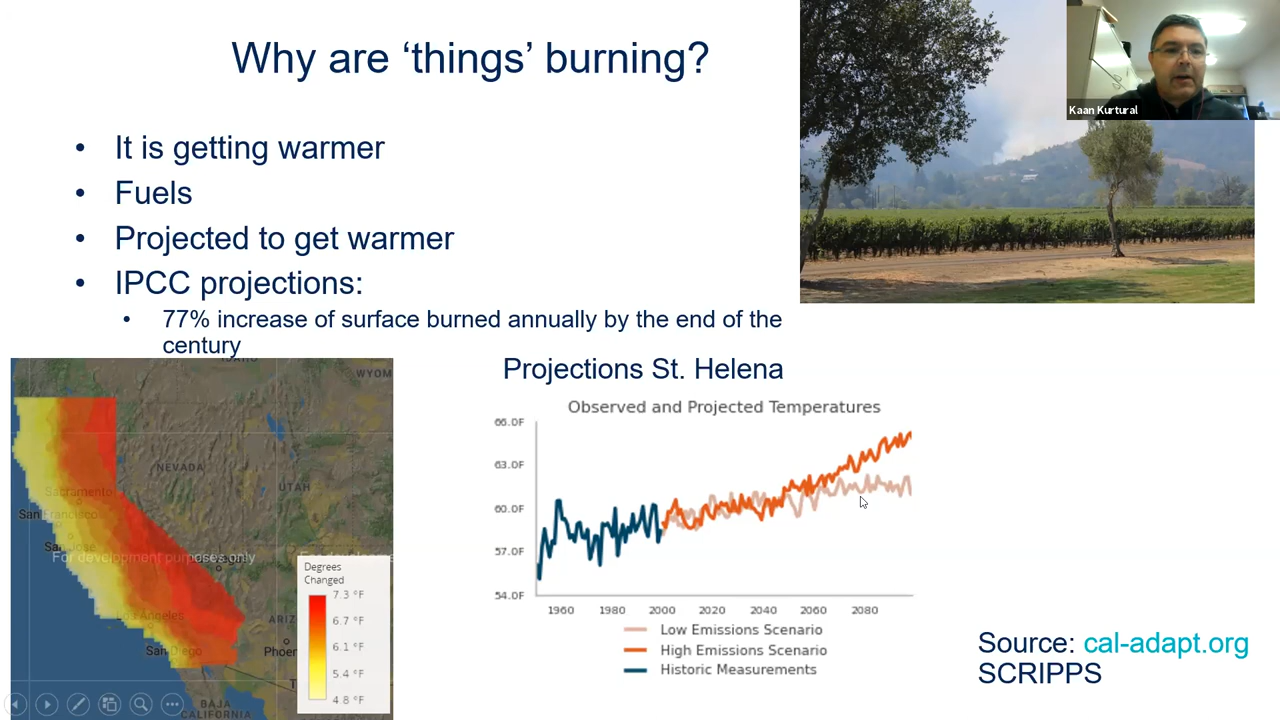 Why are ‘things’ burning?
Kaan Kurtural
• It is getting warmer
• Fuels
• Projected to get warmer
• IPCC projections:
• 77% increase of surface burned annually by the end of the
century
Projections St. Helena
Observed and Projected Temperatures
66.0F
63.0F
60.0F
57.0F
54.0F
1960 1980 2000 2020 2040 2060 2080
Low Emissions Scenario
High Emissions Scenario
Historic Measurements
IDAHO
WYOM
NEVADA
UTAH
Sacramento
San Francisco
San Jose
For development purposes only
Los Angeles
ARIZ
San Diego
Phoen
BAJA
CALIFORNIA
Degrees
Changed
7.3 °F
6.7 °F
6.1 °F
5.4 °F
4.8 °F
Source: cal-adapt.org
SCRIPPS